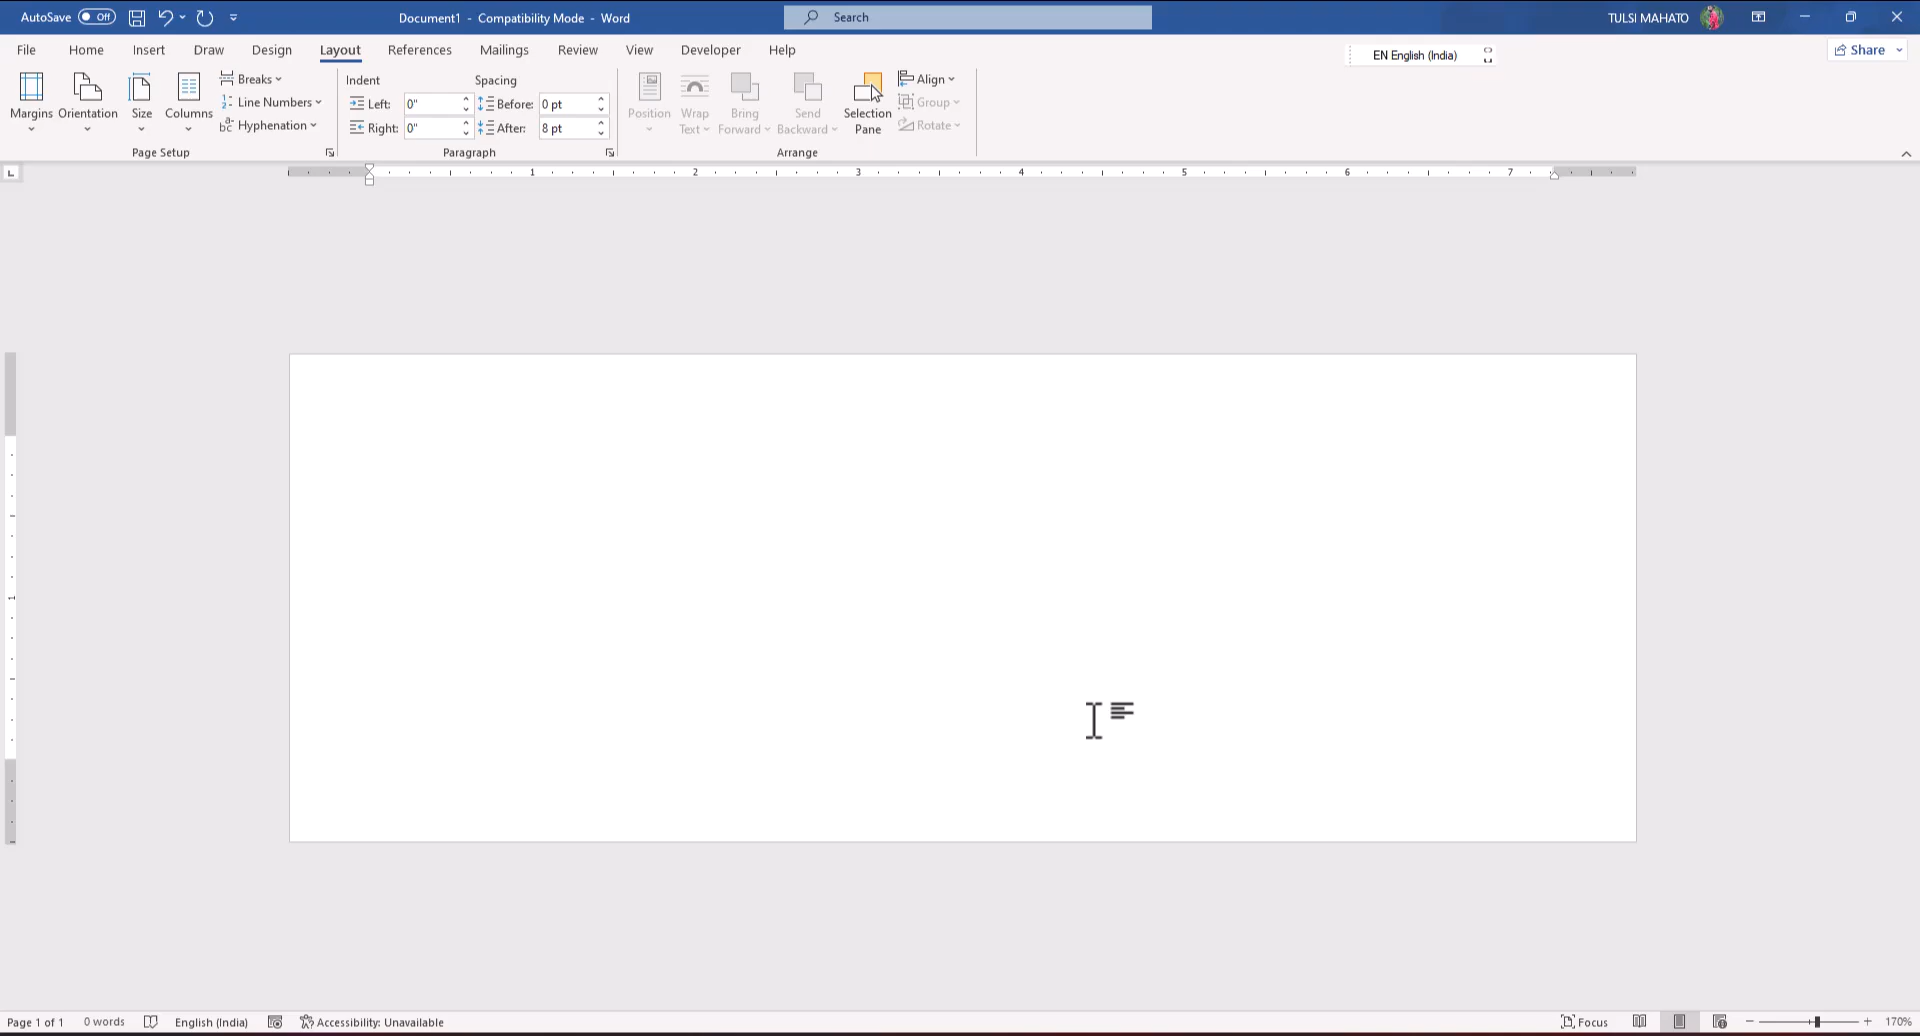 AutoSave Off Document1 - Compatibility Mode - Word Search TULSI MAHATO
File Home Insert Draw Design Layout References Mailings Review View Developer Help EN English (India) Share
Margins Orientation Size Columns
Breaks
Line Numbers
Hyphenation
Page Setup
Indent Spacing
Left: 0" Before: 0 pt
Right: 0" After: 8 pt
Paragraph
Position Wrap Text Bring Forward Send Backward Selection Pane
Align
Group
Rotate
Arrange
1 2 3 4 5 6 7
1
Page 1 of 1 0 words English (India) Accessibility: Unavailable Focus 170%